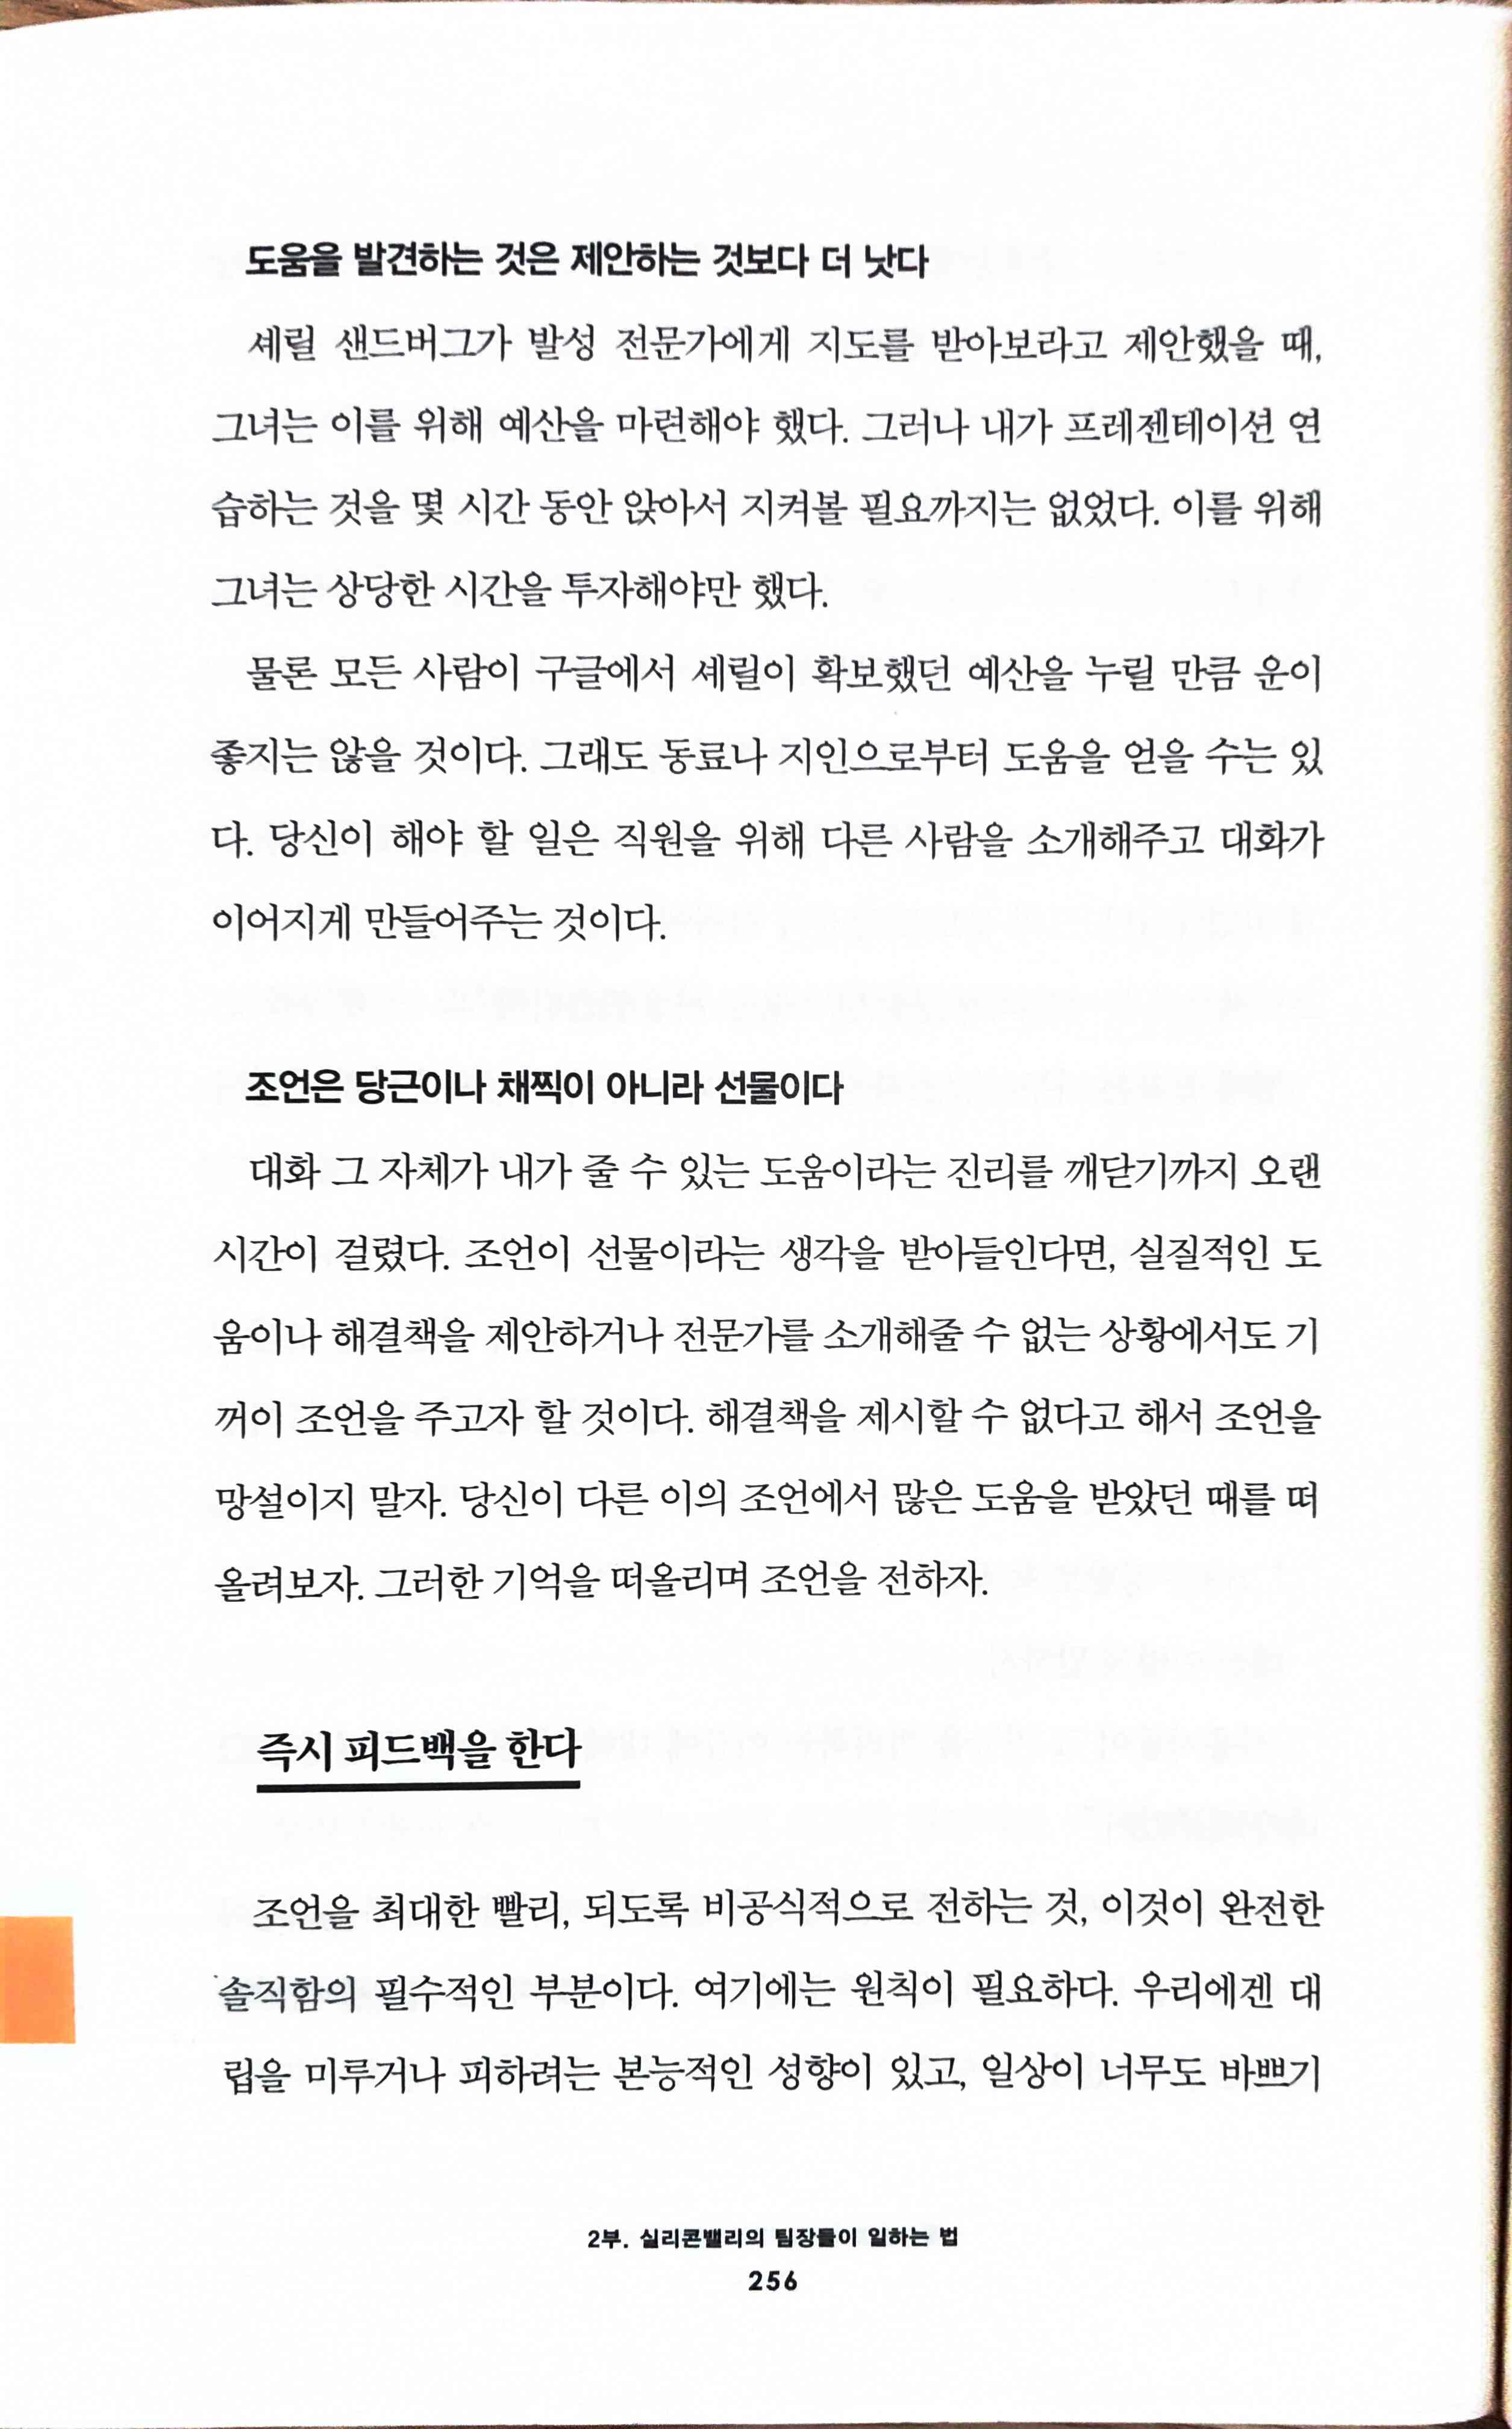 도움을 발견하는 것은 제안하는 것보다 더 낫다
셰릴 샌드버그가 발성 전문가에게 지도를 받아보라고 제안했을 때,
그녀는 이를 위해 예산을 마련해야 했다. 그러나 내가 프레젠테이션 연
습하는 것을 몇 시간 동안 앉아서 지켜볼 필요까지는 없었다. 이를 위해
그녀는 상당한 시간을 투자해야만 했다.
물론 모든 사람이 구글에서 셰릴이 확보했던 예산을 누릴 만큼 운이
좋지는 않을 것이다. 그래도 동료나 지인으로부터 도움을 얻을 수는 있
다. 당신이 해야 할 일은 직원을 위해 다른 사람을 소개해주고 대화가
이어지게 만들어주는 것이다.
조언은 당근이나 채찍이 아니라 선물이다
대화 그 자체가 내가 줄 수 있는 도움이라는 진리를 깨닫기까지 오랜
시간이 걸렸다. 조언이 선물이라는 생각을 받아들인다면, 실질적인 도
움이나 해결책을 제안하거나 전문가를 소개해줄 수 없는 상황에서도 기
꺼이 조언을 주고자 할 것이다. 해결책을 제시할 수 없다고 해서 조언을
망설이지 말자. 당신이 다른 이의 조언에서 많은 도움을 받았던 때를 떠
올려보자. 그러한 기억을 떠올리며 조언을 전하자.
즉시 피드백을 한다
조언을 최대한 빨리, 되도록 비공식적으로 전하는 것, 이것이 완전한
솔직함의 필수적인 부분이다. 여기에는 원칙이 필요하다. 우리에겐 대
립을 미루거나 피하려는 본능적인 성향이 있고, 일상이 너무도 바쁘기
2부. 실리콘밸리의 팀장들이 일하는 법
256